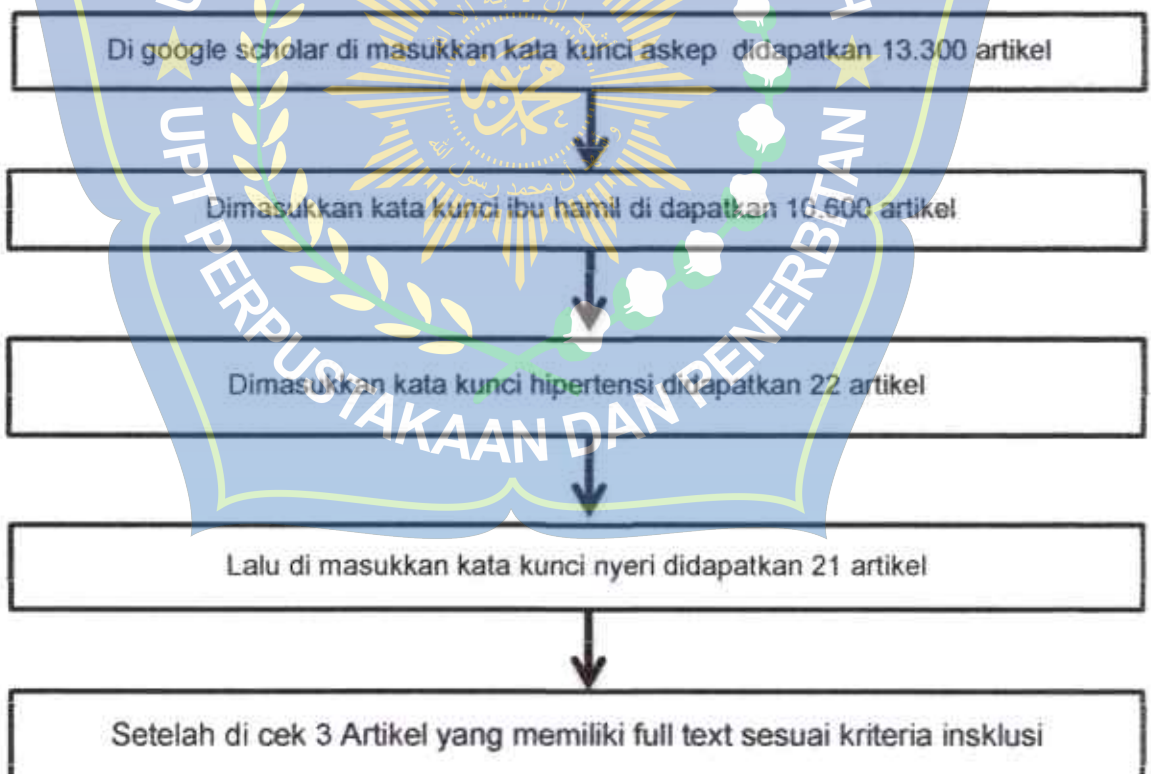 Di google scholar di masukkan kata kunci askep didapatkan 13.300 artikel
Dimasukkan kata kunci ibu hamil di dapatkan 16.600 artikel
Dimasukkan kata kunci hipertensi didapatkan 22 artikel
Lalu di masukkan kata kunci nyeri didapatkan 21 artikel
Setelah di cek 3 Artikel yang memiliki full text sesuai kriteria insklusi
UPT PERPUSTAKAAN DAN PENERBITAN